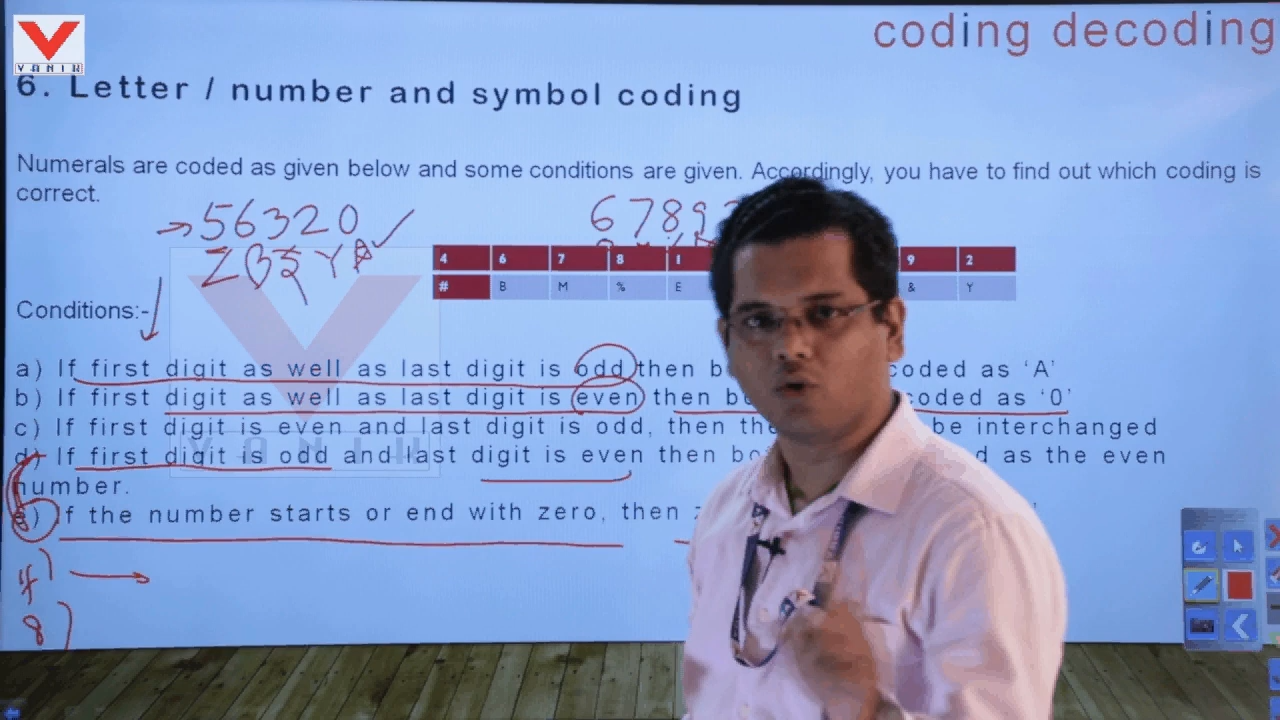 coding decoding
VANIK
6. Letter / number and symbol coding
Numerals are coded as given below and some conditions are given. Accordingly, you have to find out which coding is
correct.
56320
6789
4 6 7 8 1 9 2
# B M % E & Y
Conditions:-
a) If first digit as well as last digit is odd then coded as 'A'
b) If first digit as well as last digit is even then coded as '0'
c) If first digit is even and last digit is odd, then be interchanged
d) If first digit is odd and last digit is even then as the even
number.
e) If the number starts or end with zero, then
8)